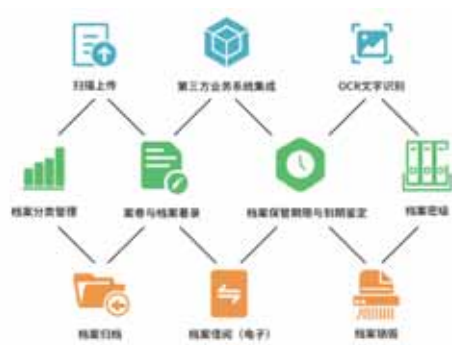 扫描上传
第三方业务系统集成
OCR文字识别
档案分类管理
案卷与档案著录
档案保管期限与到期鉴定
档案密级
档案归档
档案借阅（电子）
档案销毁